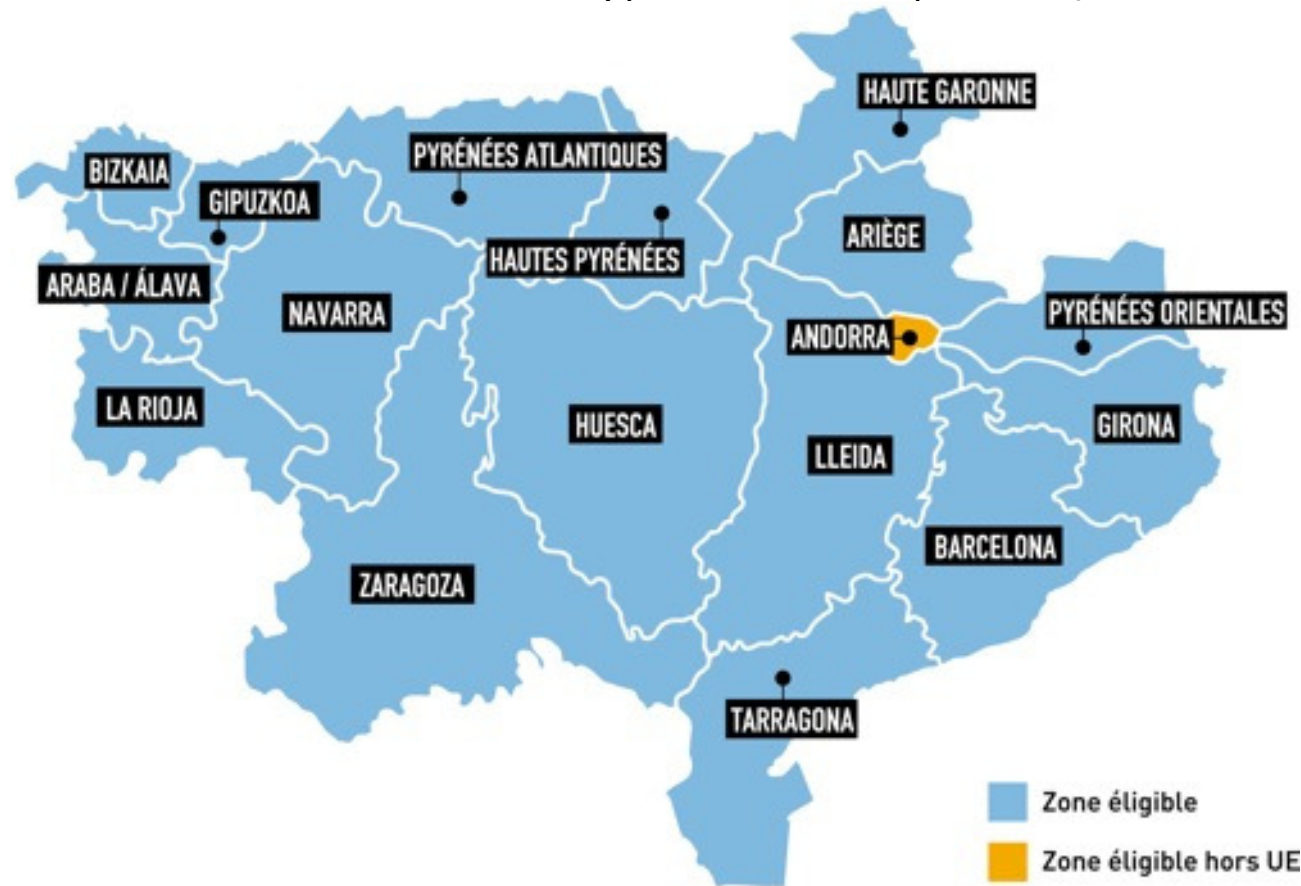 HAUTE GARONNE
PYRÉNÉES ATLANTIQUES
BIZKAIA
GIPUZKOA
ARIÈGE
HAUTES PYRÉNÉES
ARABA / ÁLAVA
NAVARRA
PYRÉNÉES ORIENTALES
ANDORRA
LA RIOJA
HUESCA
GIRONA
LLEIDA
BARCELONA
ZARAGOZA
TARRAGONA
Zone éligible
Zone éligible hors UE